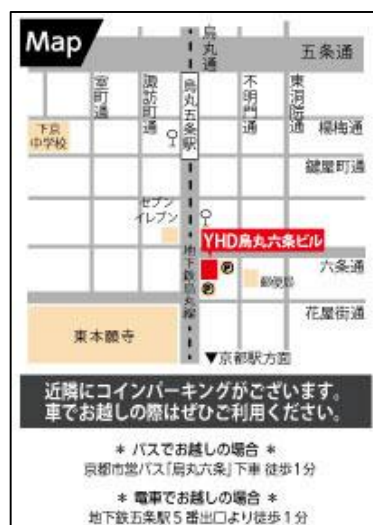 Map
烏丸通
五条通
室町通
諏訪町通
烏丸五条駅
不明門通
東洞院通
楊梅通
下京
中学校
鍵屋町通
セブン
イレブン
YHD烏丸六条ビル
地下鉄烏丸線
P
六条通
郵便局
P
花屋街通
東本願寺
▼京都駅方面
近隣にコインパーキングがございます。
車でお越しの際はぜひご利用ください。
* バスでお越しの場合 *
京都市営バス「烏丸六条」下車 徒歩1分
* 電車でお越しの場合 *
地下鉄五条駅5番出口より徒歩1分